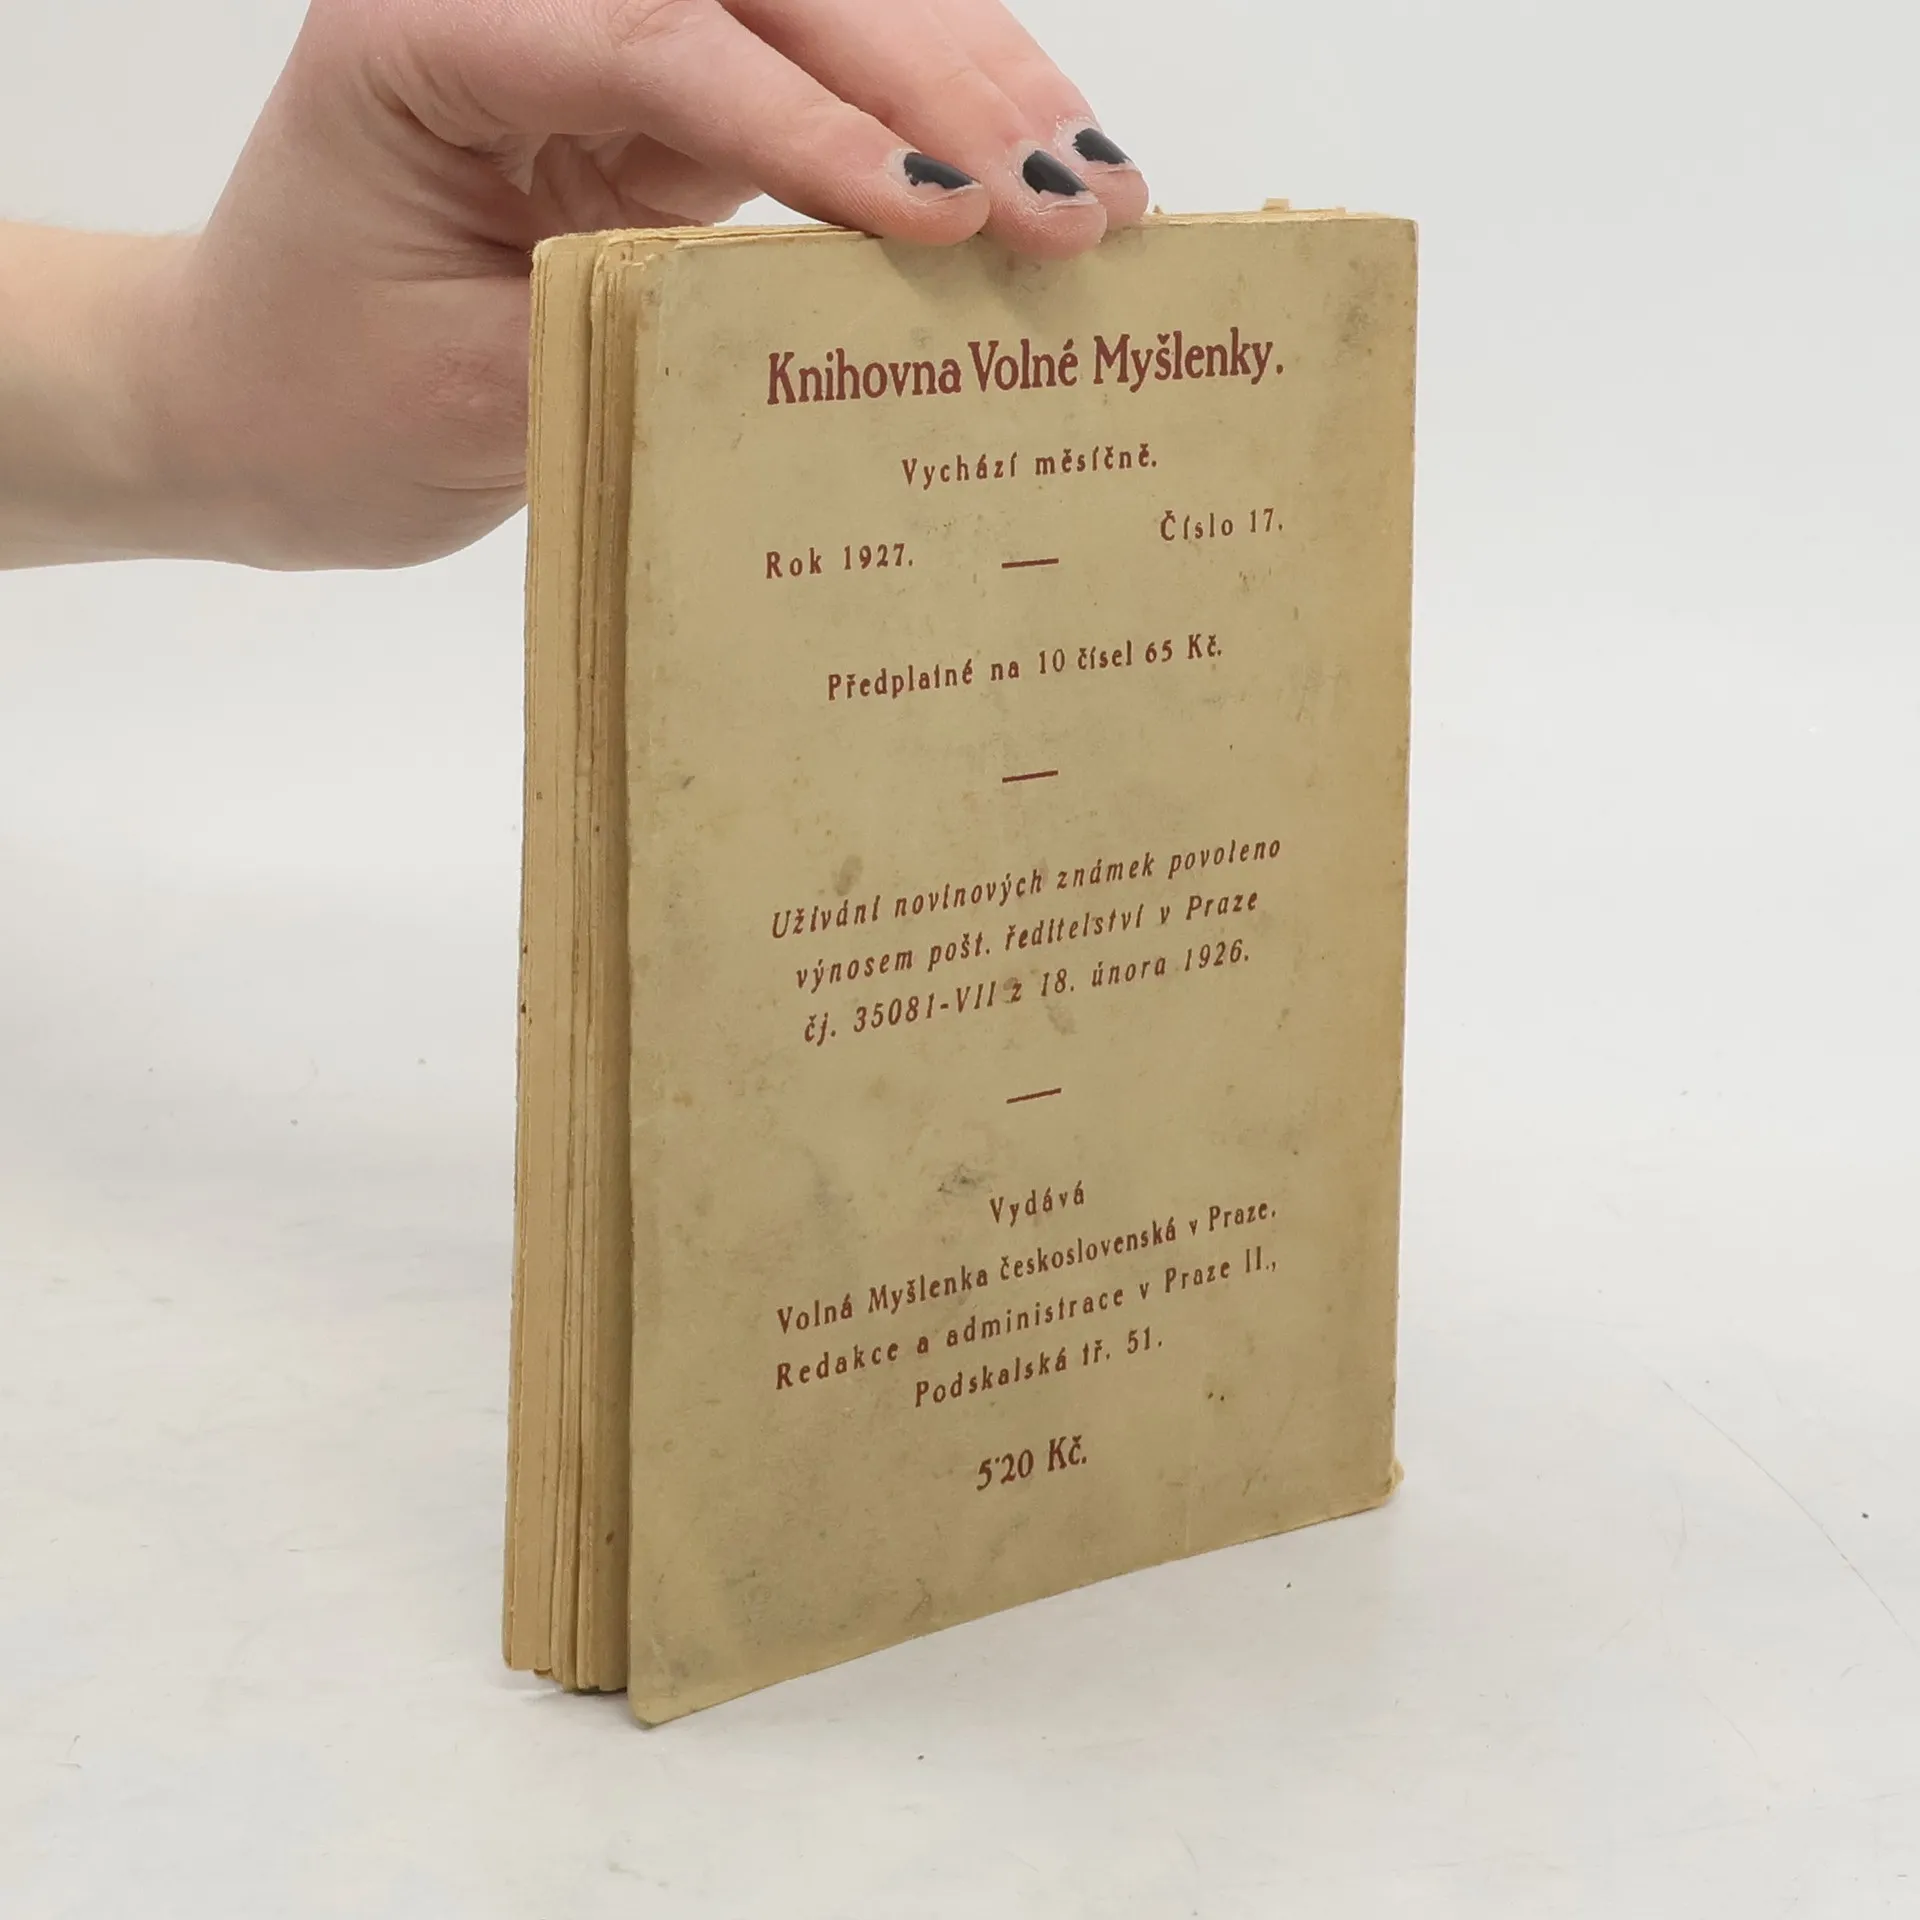 Knihovna Volné Myšlenky.
Vychází měsíčně.
Rok 1927. — Číslo 17.
Předplatné na 10 čísel 65 Kč.
Užívání novinových známek povoleno
výnosem pošt. ředitelství v Praze
čj. 35081-VII z 18. února 1926.
Vydává
Volná Myšlenka československá v Praze.
Redakce a administrace v Praze II.,
Podskalská tř. 51.
5·20 Kč.